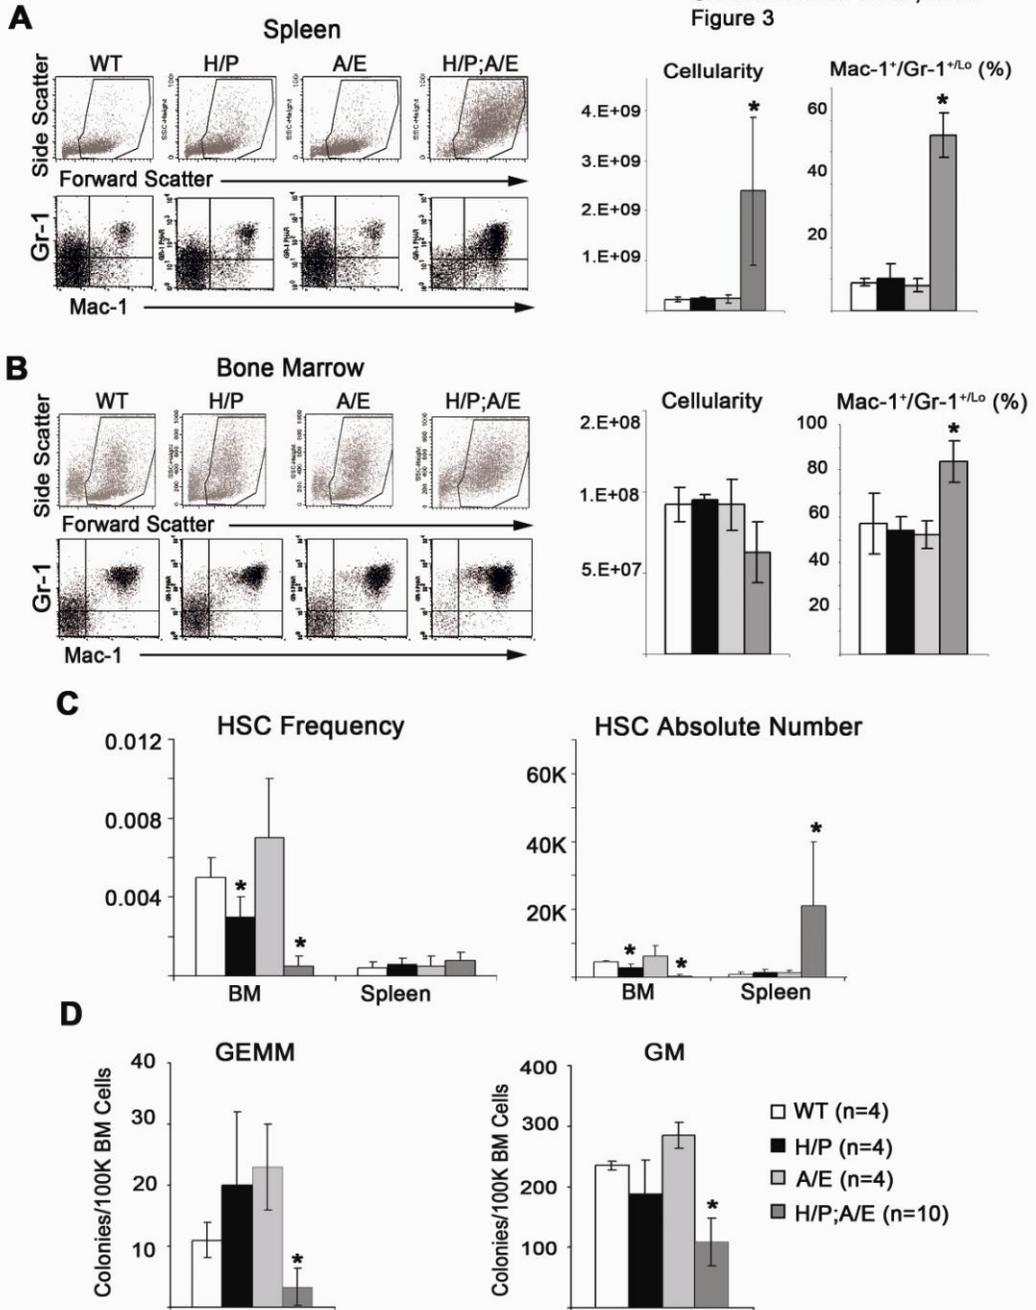 Figure 3
A
Spleen
WT H/P A/E H/P;A/E
Side Scatter
Forward Scatter
Gr-1
Mac-1
Cellularity
4.E+09
3.E+09
2.E+09
1.E+09
*
Mac-1+/Gr-1+/Lo (%)
60
40
20
*
B
Bone Marrow
WT H/P A/E H/P;A/E
Side Scatter
Forward Scatter
Gr-1
Mac-1
Cellularity
2.E+08
1.E+08
5.E+07
Mac-1+/Gr-1+/Lo (%)
100
80
60
40
20
*
C
HSC Frequency
0.012
0.008
0.004
*
*
BM Spleen
HSC Absolute Number
60K
40K
20K
*
*
*
BM Spleen
D
GEMM
Colonies/100K BM Cells
40
30
20
10
*
GM
Colonies/100K BM Cells
400
300
200
100
*
WT (n=4)
H/P (n=4)
A/E (n=4)
H/P;A/E (n=10)